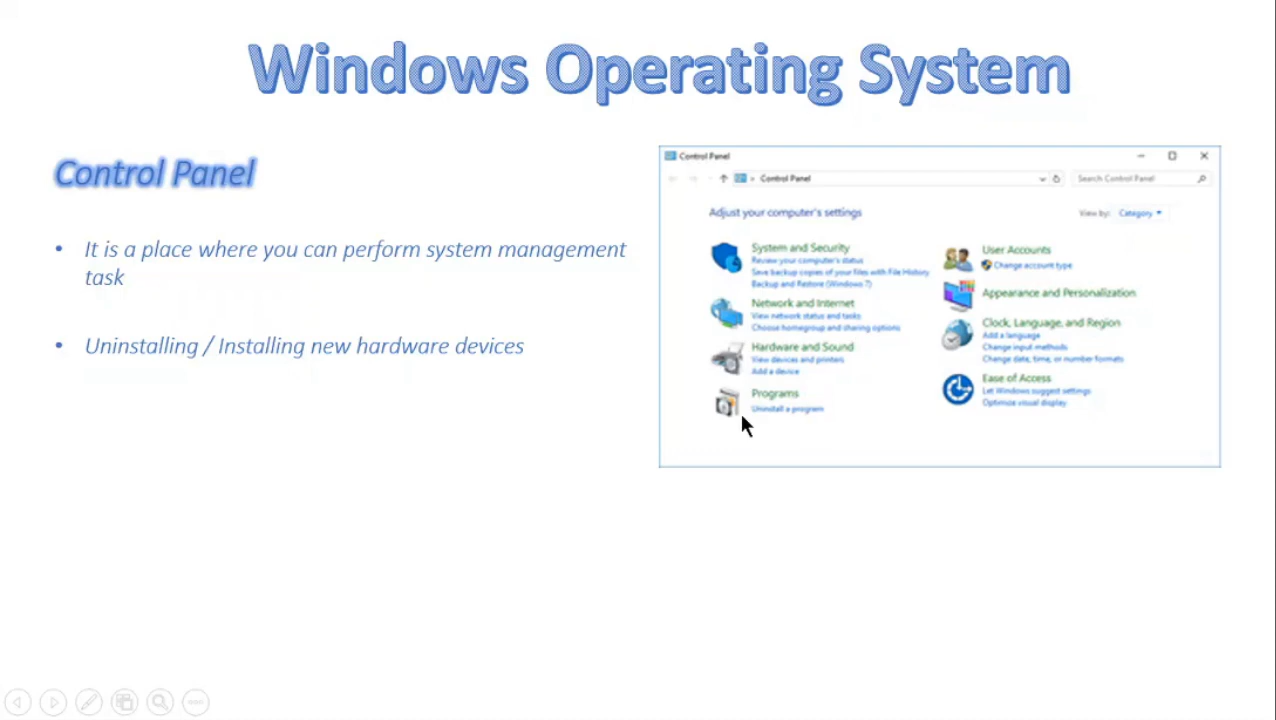 Windows Operating System
Control Panel
• It is a place where you can perform system management
task
• Uninstalling / Installing new hardware devices
Control Panel
Control Panel
Search Control Panel
Adjust your computer's settings
View by: Category
System and Security
Review your computer's status
Save backup copies of your files with File History
Backup and Restore (Windows 7)
Network and Internet
View network status and tasks
Choose homegroup and sharing options
Hardware and Sound
View devices and printers
Add a device
Programs
Uninstall a program
User Accounts
Change account type
Appearance and Personalization
Clock, Language, and Region
Add a language
Change input methods
Change date, time, or number formats
Ease of Access
Let Windows suggest settings
Optimize visual display